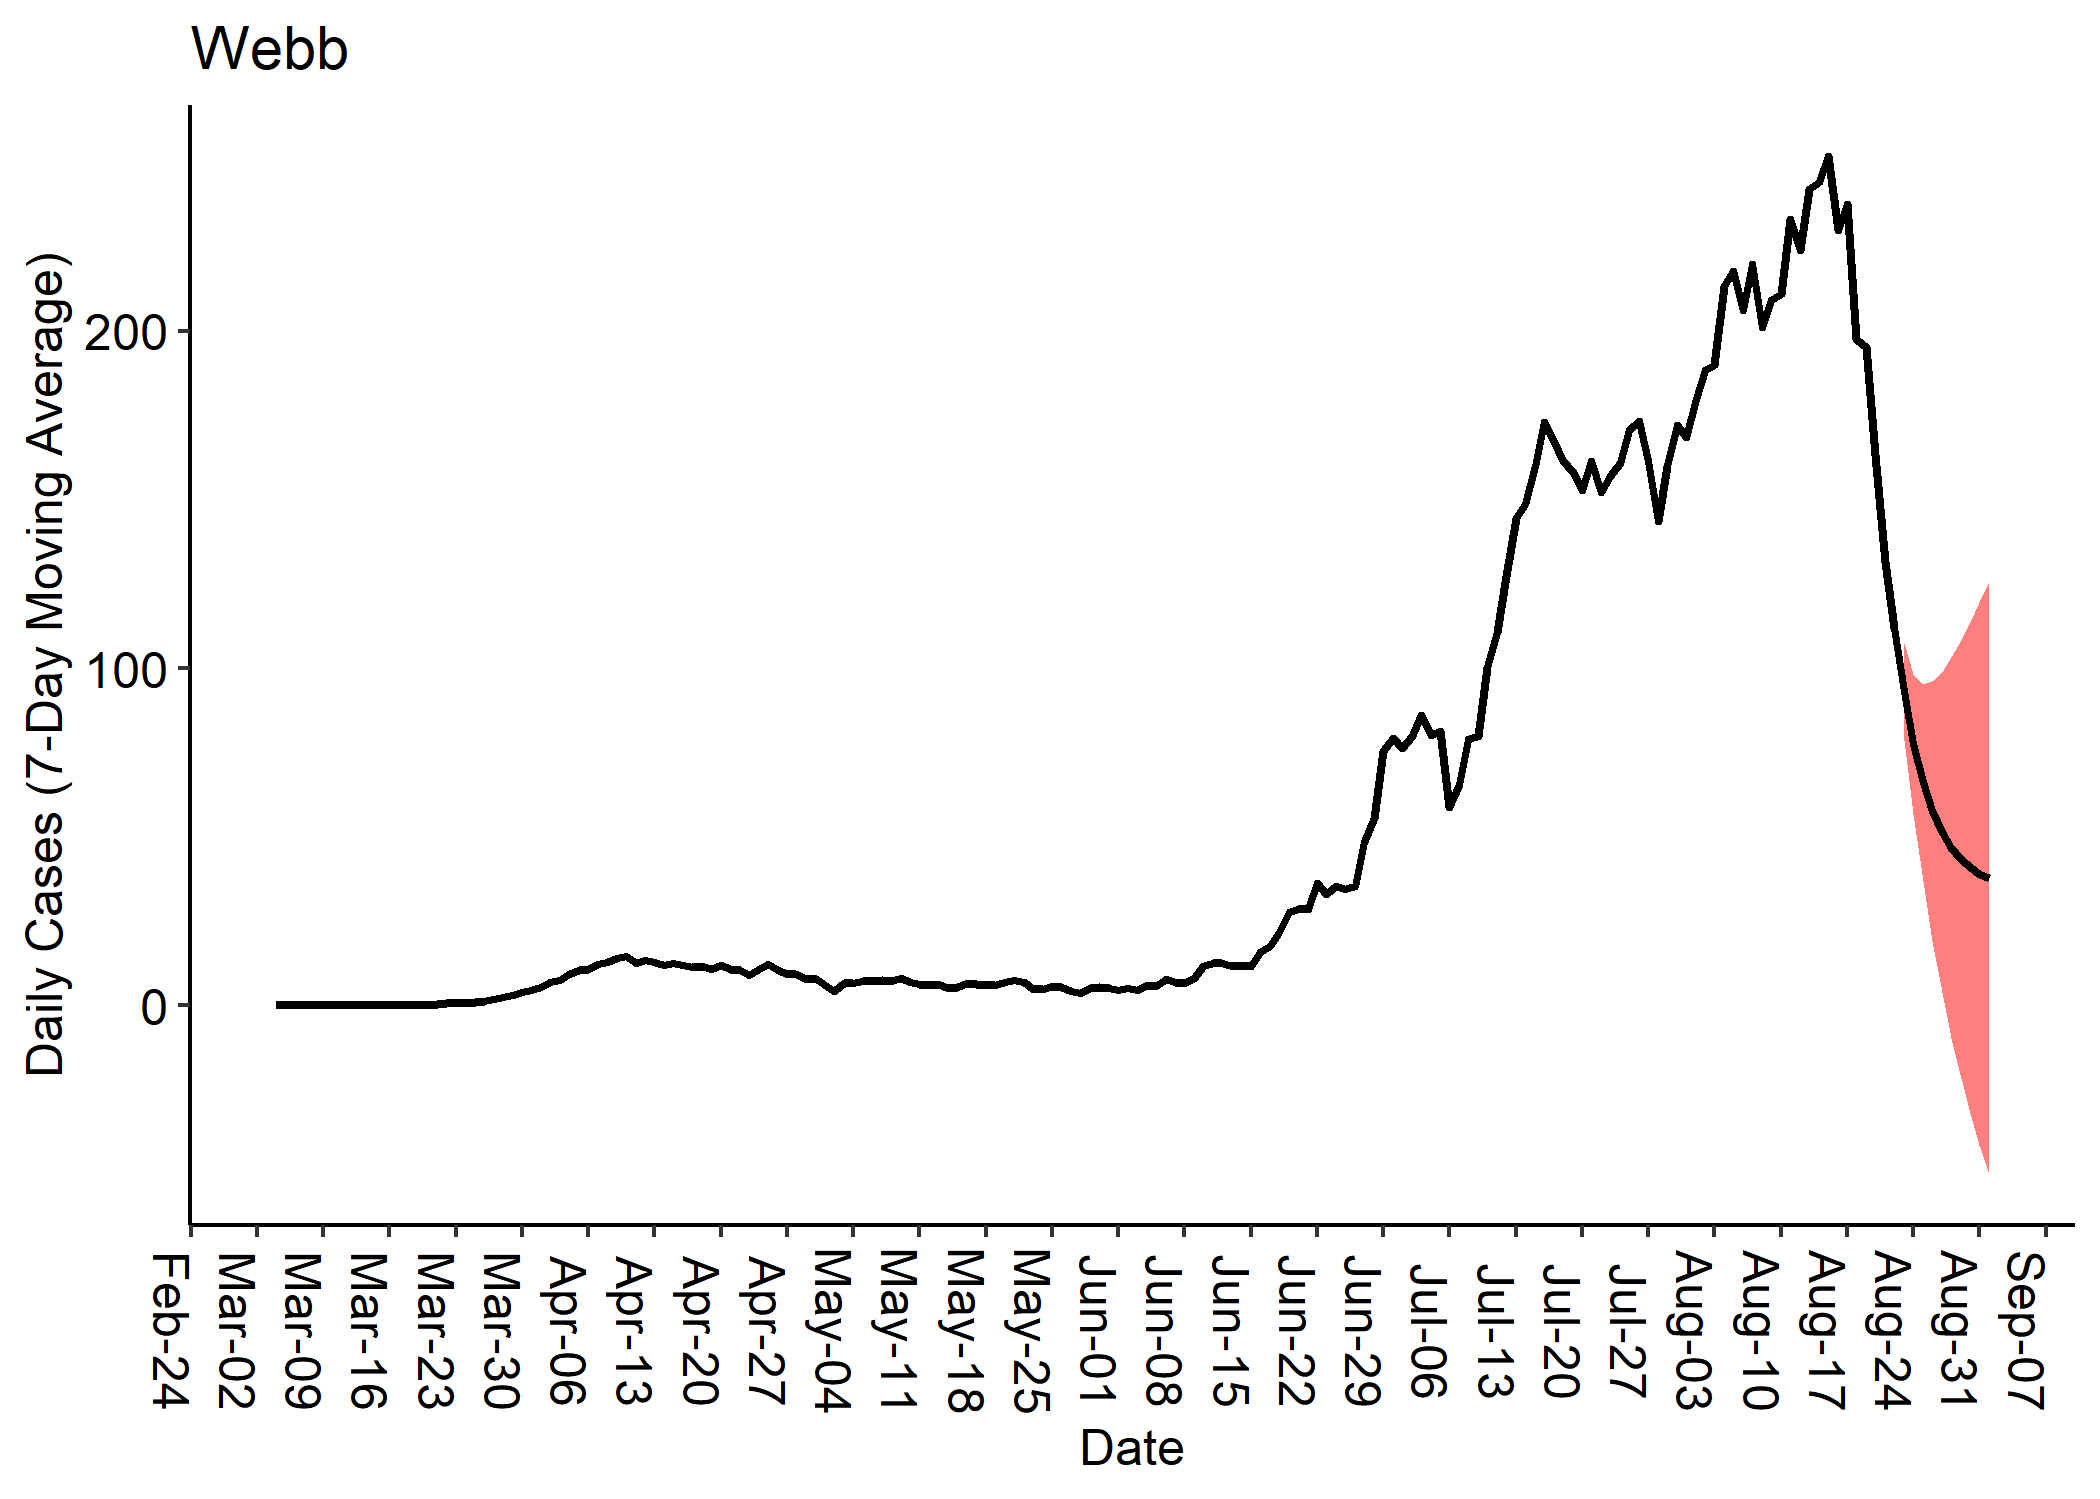 Webb
Daily Cases (7-Day Moving Average)
200
100
0
Feb-24
Mar-02
Mar-09
Mar-16
Mar-23
Mar-30
Apr-06
Apr-13
Apr-20
Apr-27
May-04
May-11
May-18
May-25
Jun-01
Jun-08
Jun-15
Jun-22
Jun-29
Jul-06
Jul-13
Jul-20
Jul-27
Aug-03
Aug-10
Aug-17
Aug-24
Aug-31
Sep-07
Date